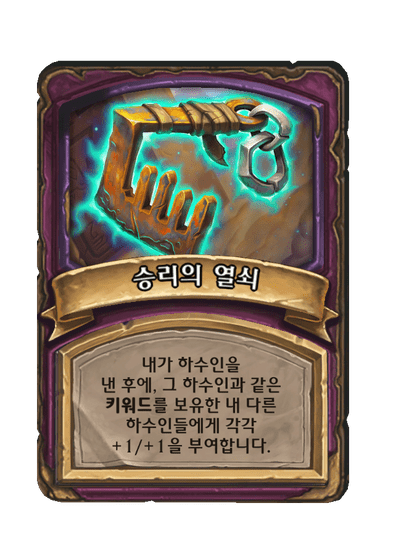 승리의 열쇠
내가 하수인을
낸 후에, 그 하수인과 같은
키워드를 보유한 내 다른
하수인들에게 각각
+1/+1을 부여합니다.